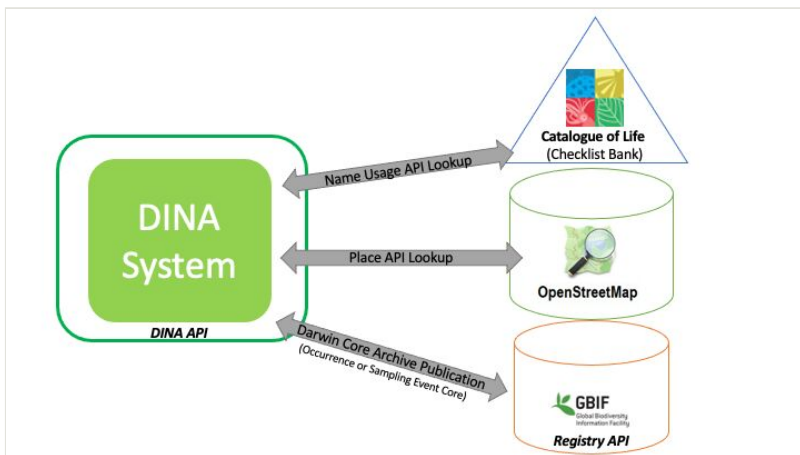 DINA
System
DINA API
Name Usage API Lookup
Catalogue of Life
(Checklist Bank)
Place API Lookup
OpenStreetMap
Darwin Core Archive Publication
(Occurrence or Sampling Event Core)
GBIF
Global Biodiversity
Information Facility
Registry API